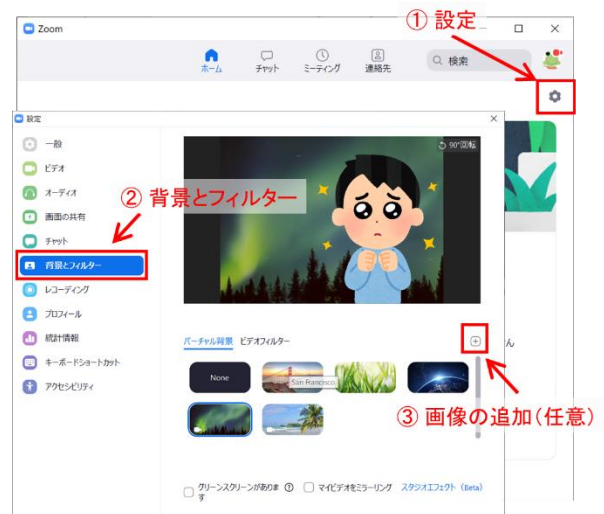 Zoom
① 設定
ホーム
チャット
ミーティング
連絡先
検索
設定
一般
ビデオ
オーディオ
画面の共有
チャット
背景とフィルター
レコーディング
プロフィール
統計情報
キーボードショートカット
アクセシビリティ
② 背景とフィルター
90°回転
バーチャル背景 ビデオフィルター
None
San Francisco
ん
③ 画像の追加(任意)
グリーンスクリーンがあります
マイビデオをミラーリング
スタジオエフェクト (Beta)